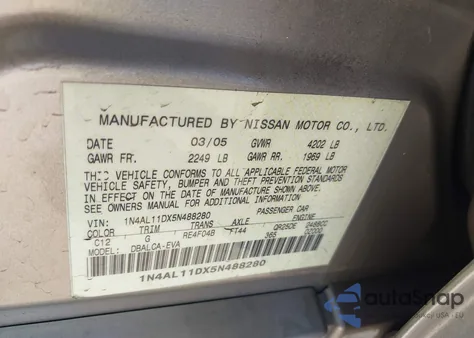 MANUFACTURED BY NISSAN MOTOR CO., LTD.
DATE 03/05 GVWR 4202 LB
GAWR FR. 2249 LB GAWR RR. 1969 LB
THIS VEHICLE CONFORMS TO ALL APPLICABLE FEDERAL MOTOR
VEHICLE SAFETY, BUMPER AND THEFT PREVENTION STANDARDS
IN EFFECT ON THE DATE OF MANUFACTURE SHOWN ABOVE.
SEE OWNERS MANUAL FOR ADDITIONAL INFORMATION
VIN: 1N4AL11DX5N488280 PASSENGER CAR
COLOR TRIM TRANS AXLE ENGINE
C12 G RE4F04B FT44 QR25DE
DBALCA-EVA 365
1N4AL11DX5N488280
autoSnap